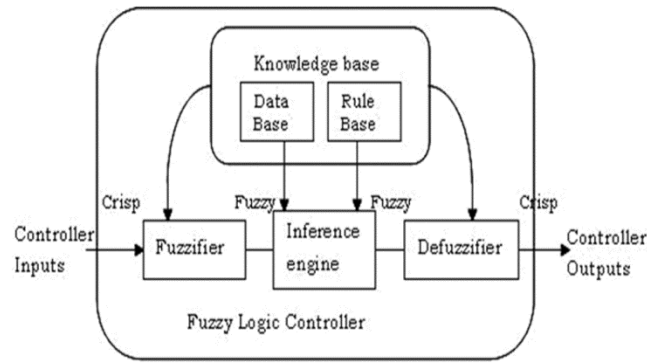 Knowledge base
Data
Base
Rule
Base
Crisp
Fuzzy
Fuzzy
Crisp
Controller
Inputs
Fuzzifier
Inference
engine
Defuzzifier
Controller
Outputs
Fuzzy Logic Controller